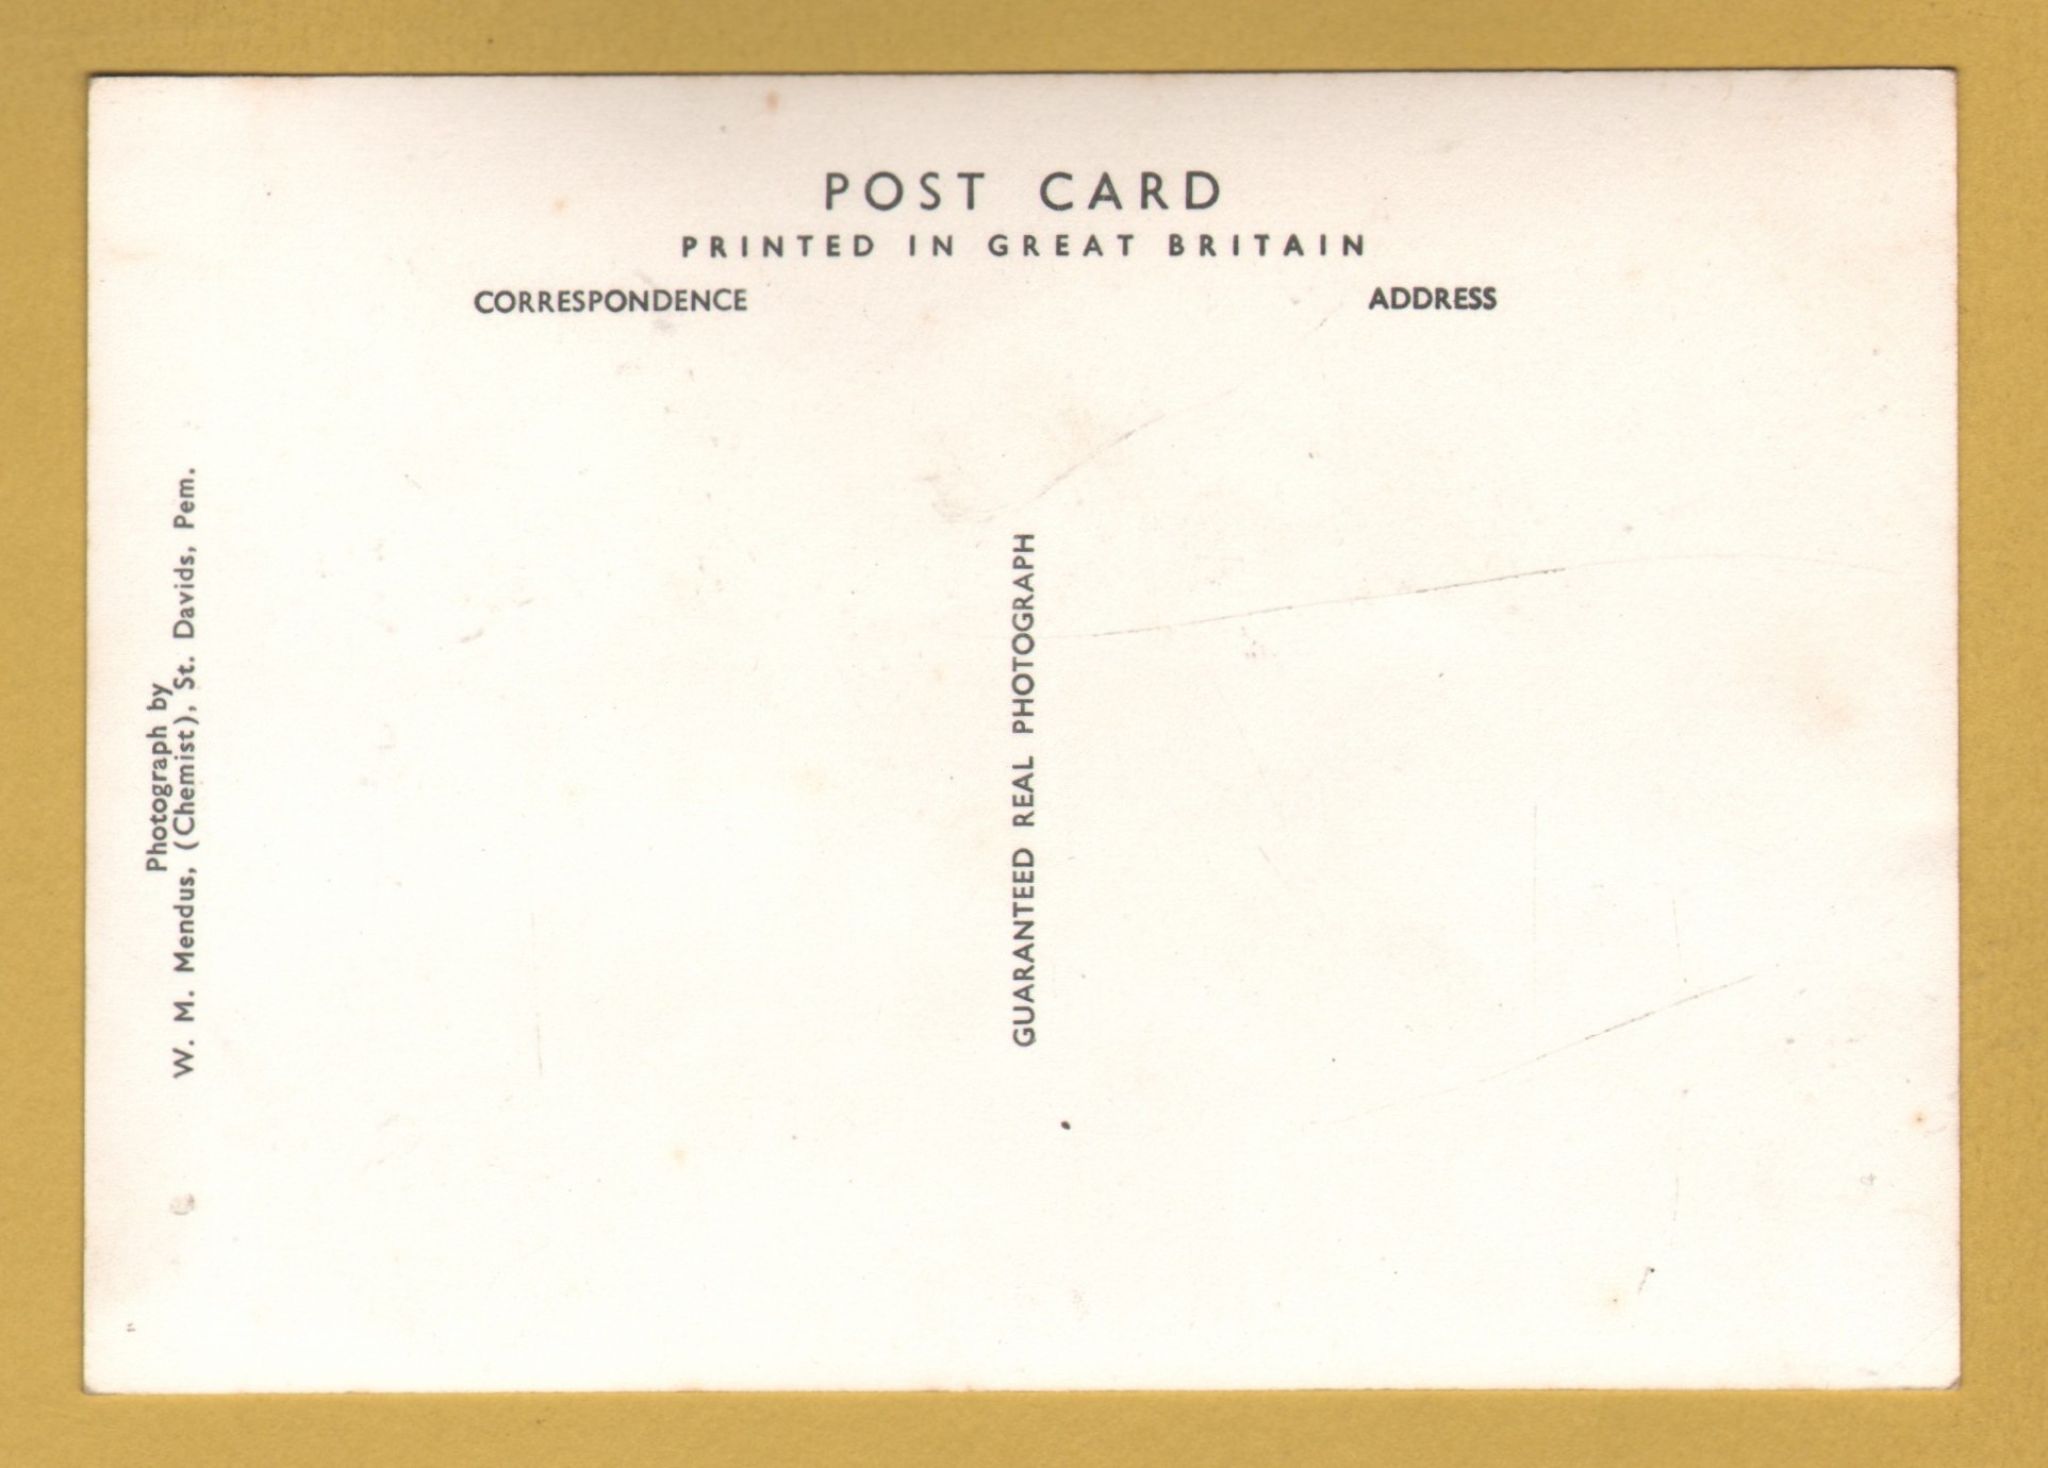 POST CARD
PRINTED IN GREAT BRITAIN
CORRESPONDENCE
ADDRESS
Photograph by
W. M. Mendus, (Chemist), St. Davids, Pem.
GUARANTEED REAL PHOTOGRAPH